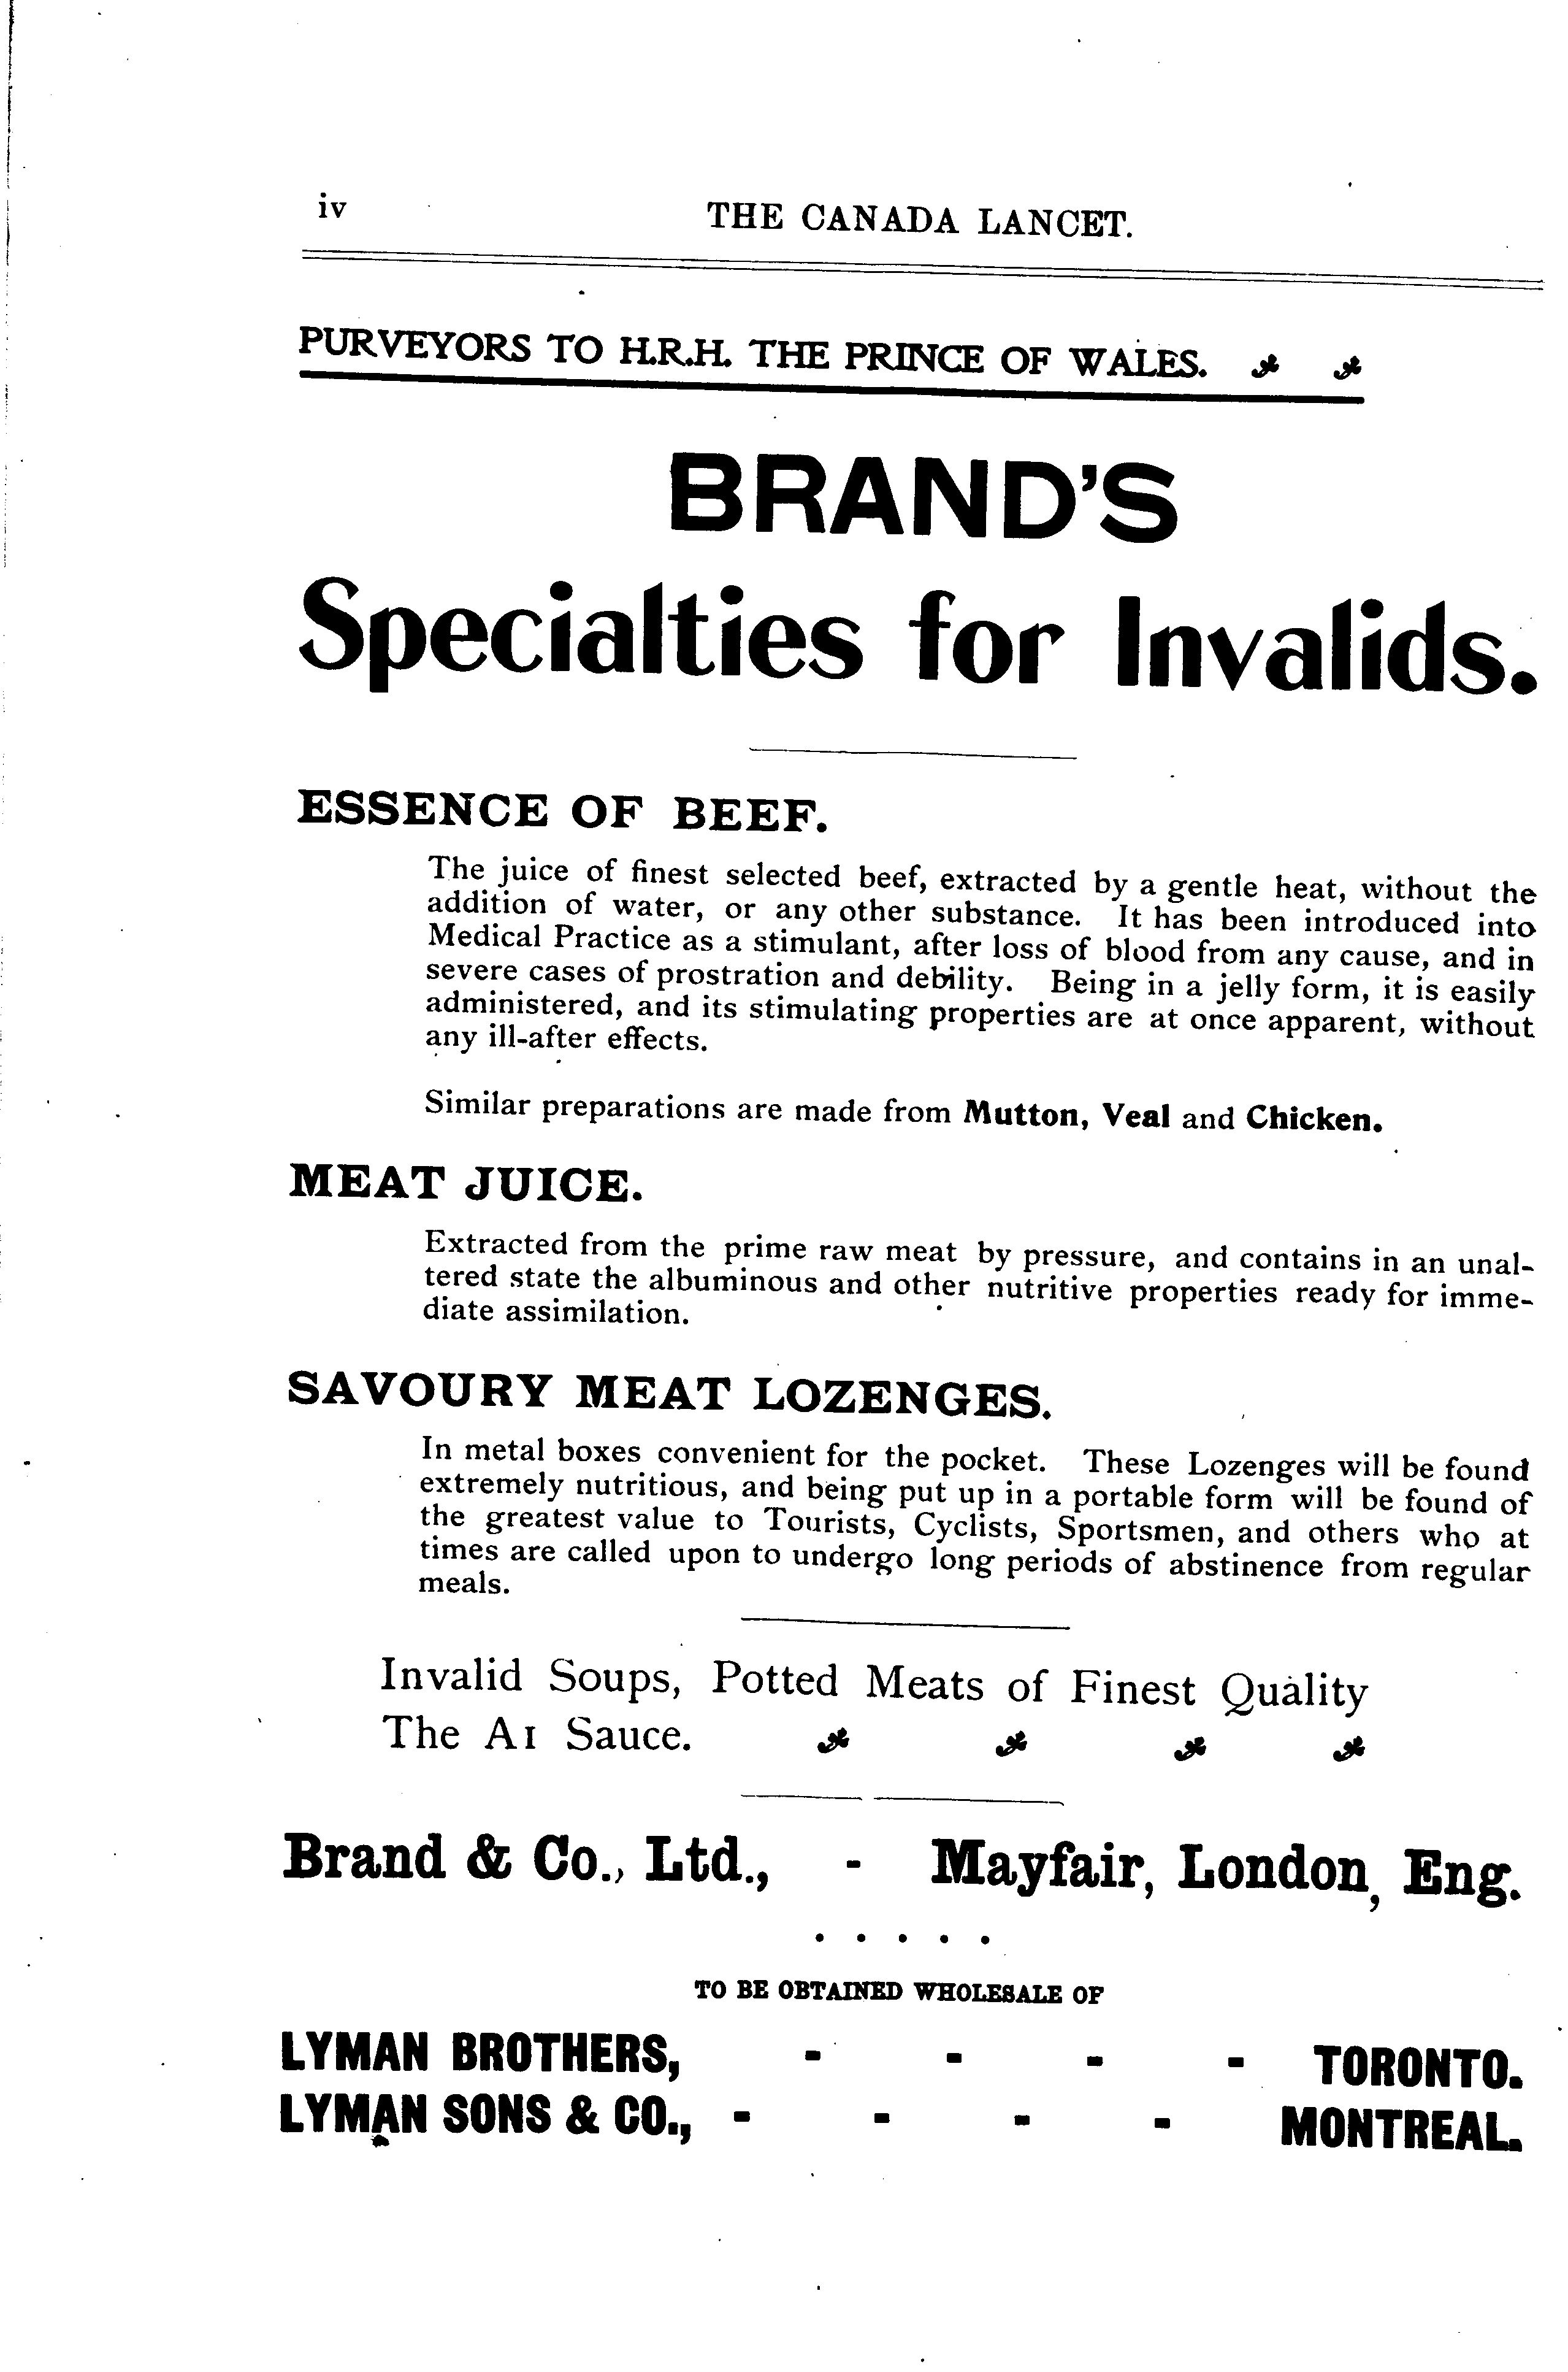 iv
THE CANADA LANCET.
PURVEYORS TO H.R.H. THE PRINCE OF WALES.
BRAND'S
Specialties for Invalids.
ESSENCE OF BEEF.
The juice of finest selected beef, extracted by a gentle heat, without the
addition of water, or any other substance. It has been introduced into
Medical Practice as a stimulant, after loss of blood from any cause, and in
severe cases of prostration and debility. Being in a jelly form, it is easily
administered, and its stimulating properties are at once apparent, without
any ill-after effects.
Similar preparations are made from Mutton, Veal and Chicken.
MEAT JUICE.
Extracted from the prime raw meat by pressure, and contains in an unal-
tered state the albuminous and other nutritive properties ready for imme-
diate assimilation.
SAVOURY MEAT LOZENGES.
In metal boxes convenient for the pocket. These Lozenges will be found
extremely nutritious, and being put up in a portable form will be found of
the greatest value to Tourists, Cyclists, Sportsmen, and others who at
times are called upon to undergo long periods of abstinence from regular
meals.
Invalid Soups, Potted Meats of Finest Quality
The A1 Sauce.
Brand & Co., Ltd., - Mayfair, London, Eng.
. . . . .
TO BE OBTAINED WHOLESALE OF
LYMAN BROTHERS, - - - - TORONTO.
LYMAN SONS & CO., - - - - MONTREAL.